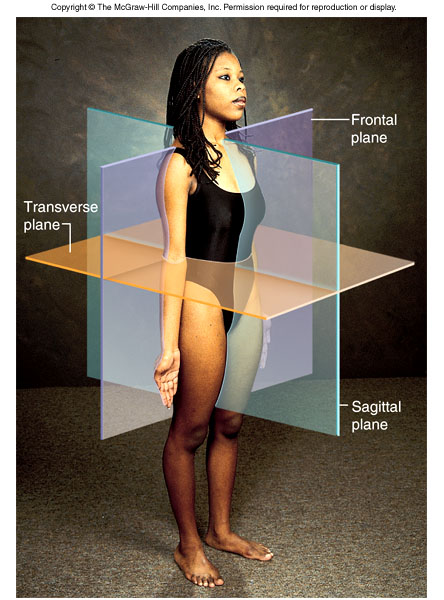 Copyright © The McGraw-Hill Companies, Inc. Permission required for reproduction or display.
Frontal
plane
Transverse
plane
Sagittal
plane